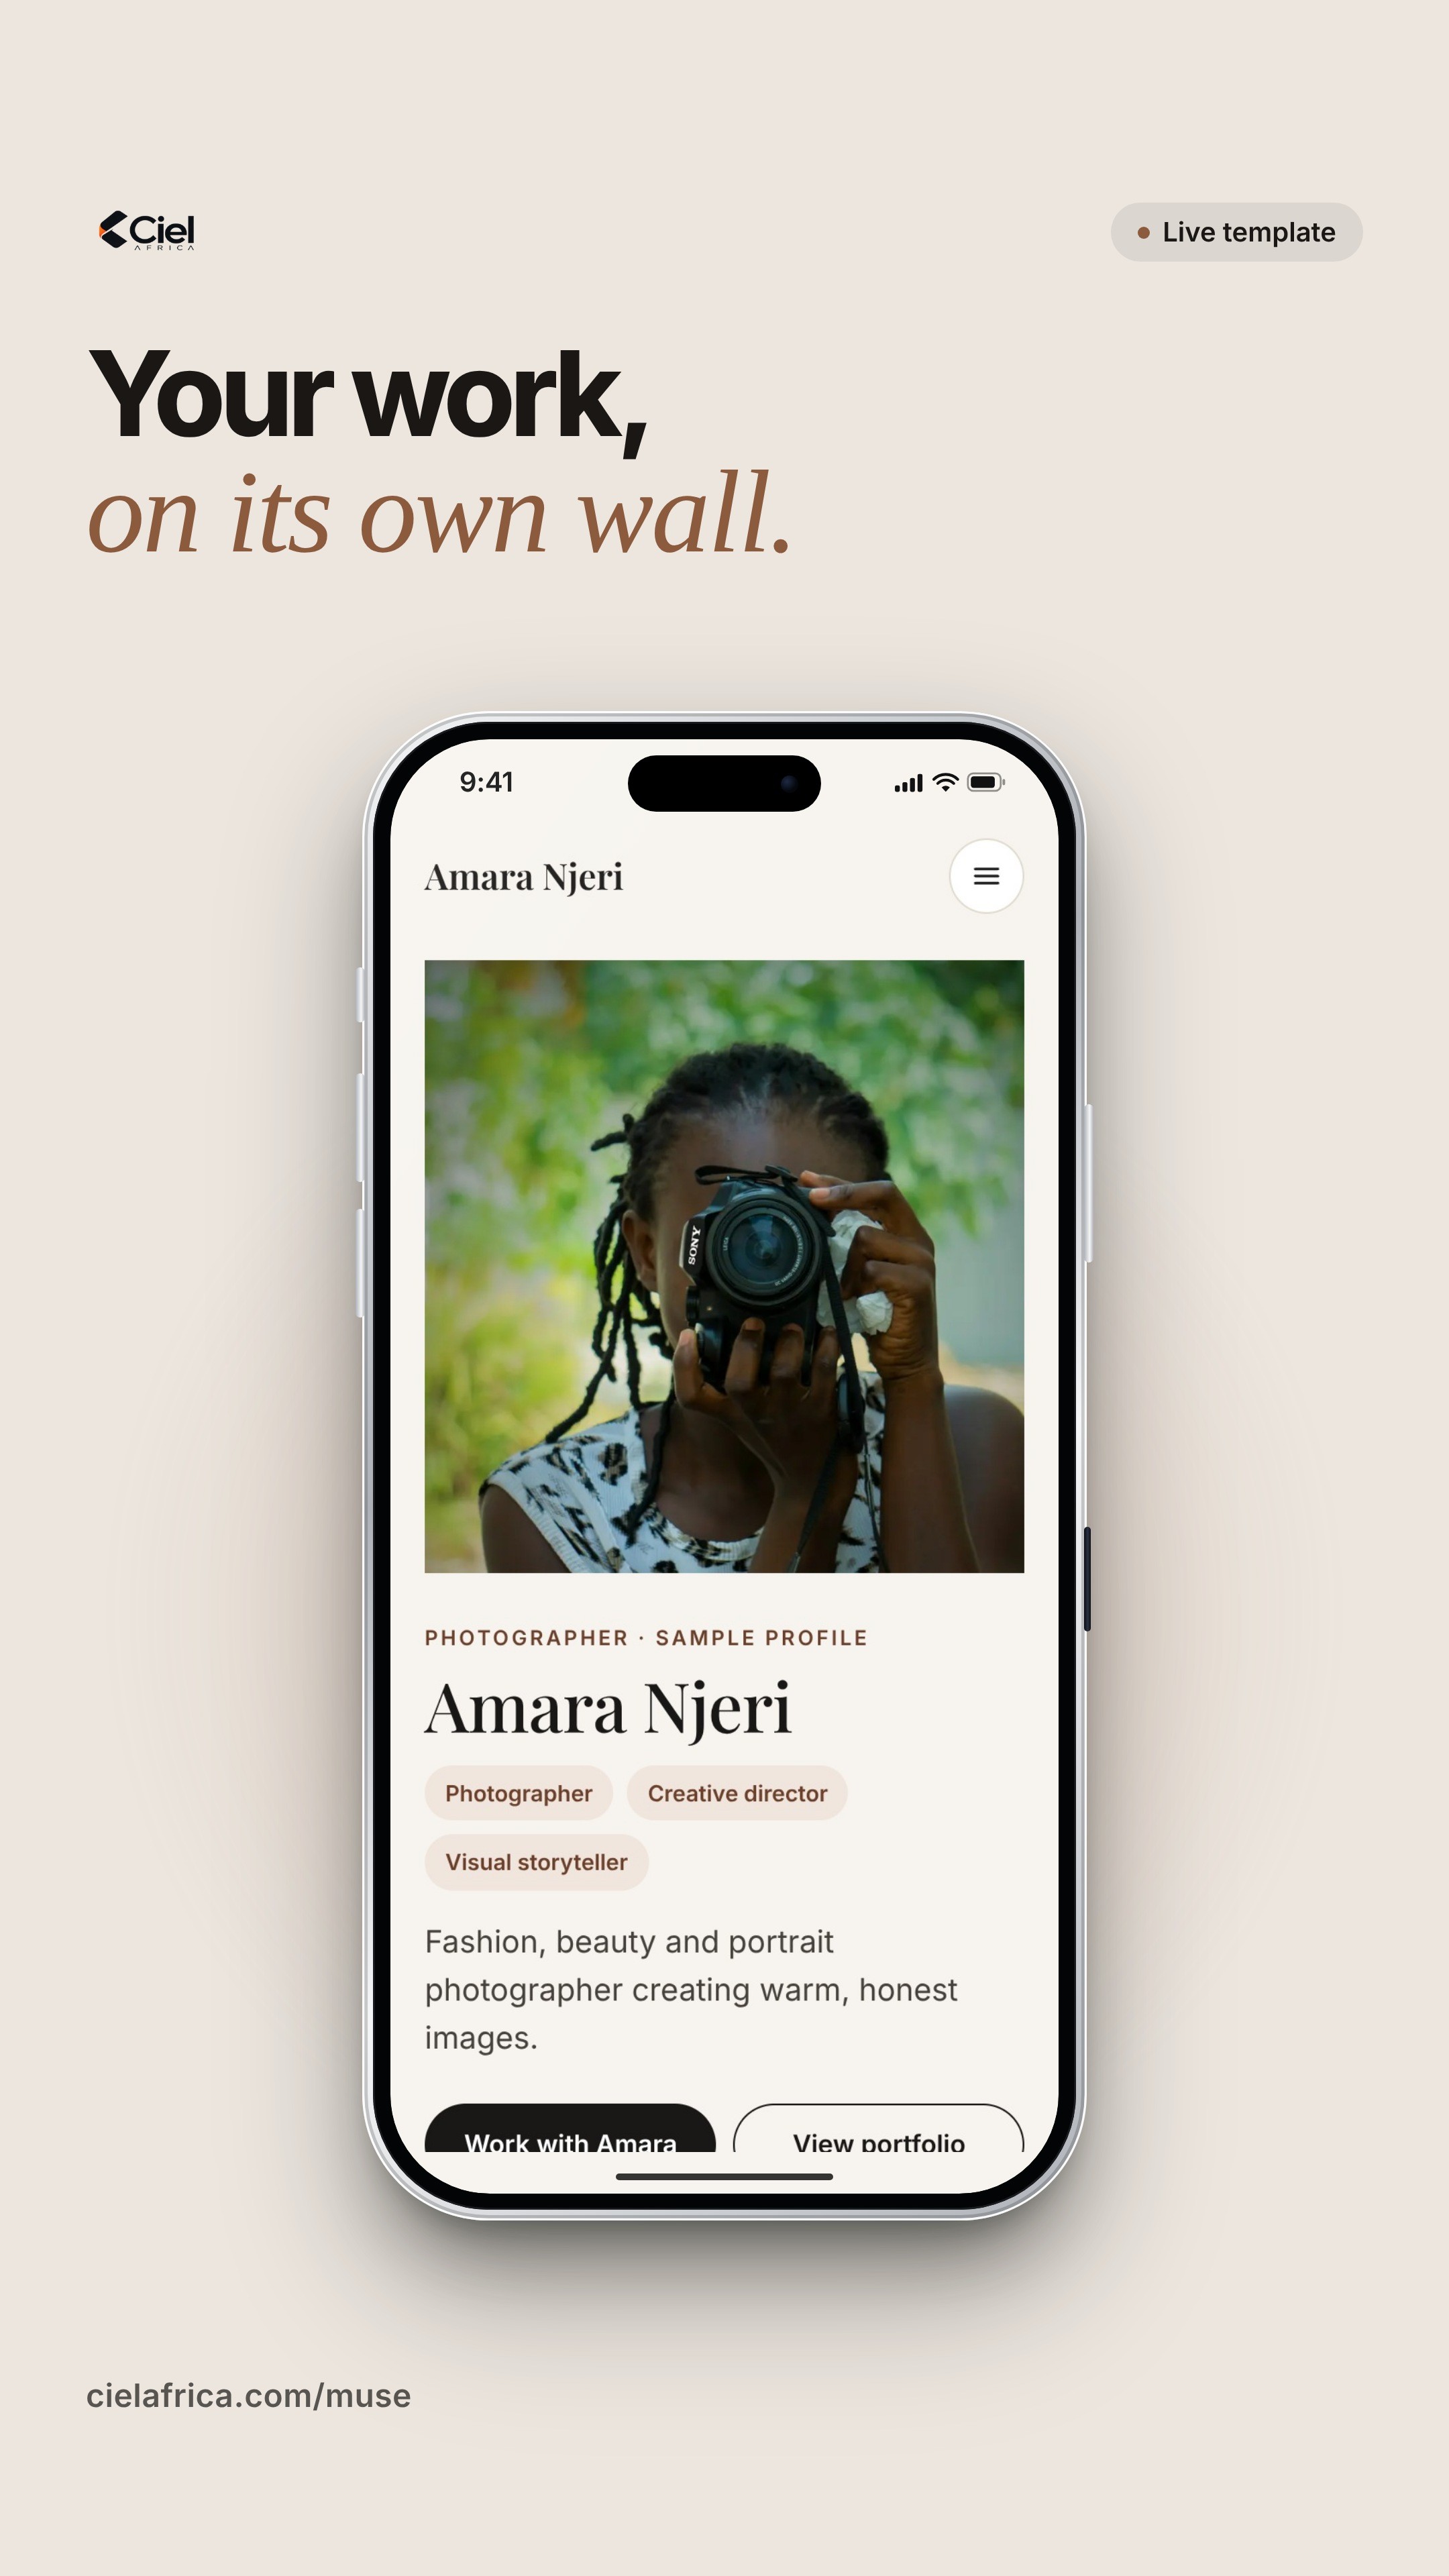 Ciel
AFRICA
Live template
Your work,
on its own wall.
9:41
Amara Njeri
SONY
PHOTOGRAPHER · SAMPLE PROFILE
Amara Njeri
Photographer
Creative director
Visual storyteller
Fashion, beauty and portrait
photographer creating warm, honest
images.
Work with Amara
View portfolio
cielafrica.com/muse